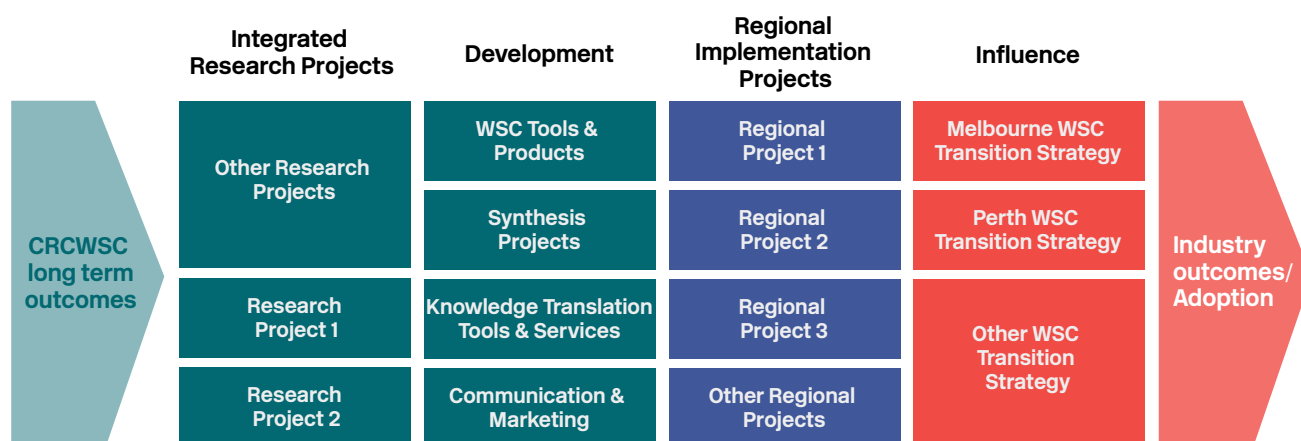 Integrated
Research Projects
Development
Regional
Implementation
Projects
Influence
CRCWSC
long term
outcomes
Other Research
Projects
Research
Project 1
Research
Project 2
WSC Tools &
Products
Synthesis
Projects
Knowledge Translation
Tools & Services
Communication &
Marketing
Regional
Project 1
Regional
Project 2
Regional
Project 3
Other Regional
Projects
Melbourne WSC
Transition Strategy
Perth WSC
Transition Strategy
Other WSC
Transition
Strategy
Industry
outcomes/
Adoption